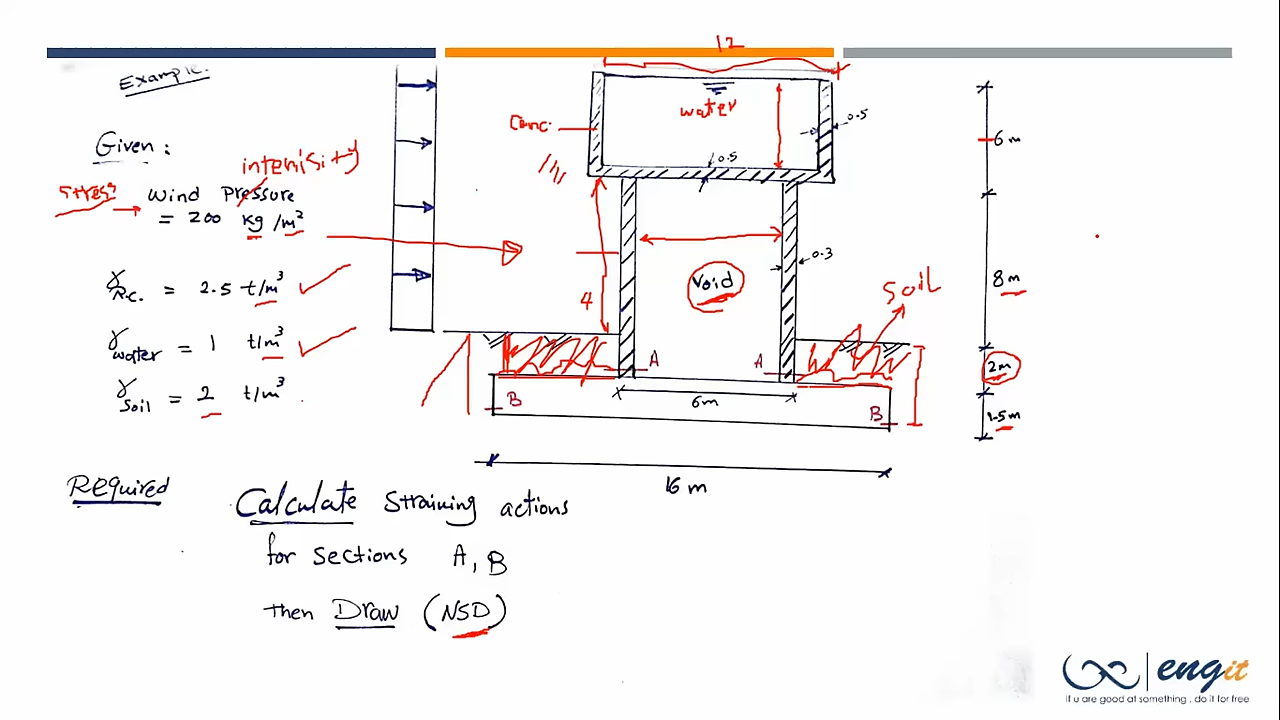 Example.
Given :
intenisity
stress
wind pressure
= 200 kg /m²
γR.C. = 2.5 t/m³
γwater = 1 t/m³
γsoil = 2 t/m³
12
water
Conc.
0.5
0.5
6m
4
Void
0.3
8m
Soil
A
A
2m
B
6m
B
1.5m
16 m
Required
Calculate straining actions
for sections A, B
then Draw (NSD)
engit
if u are good at something , do it for free